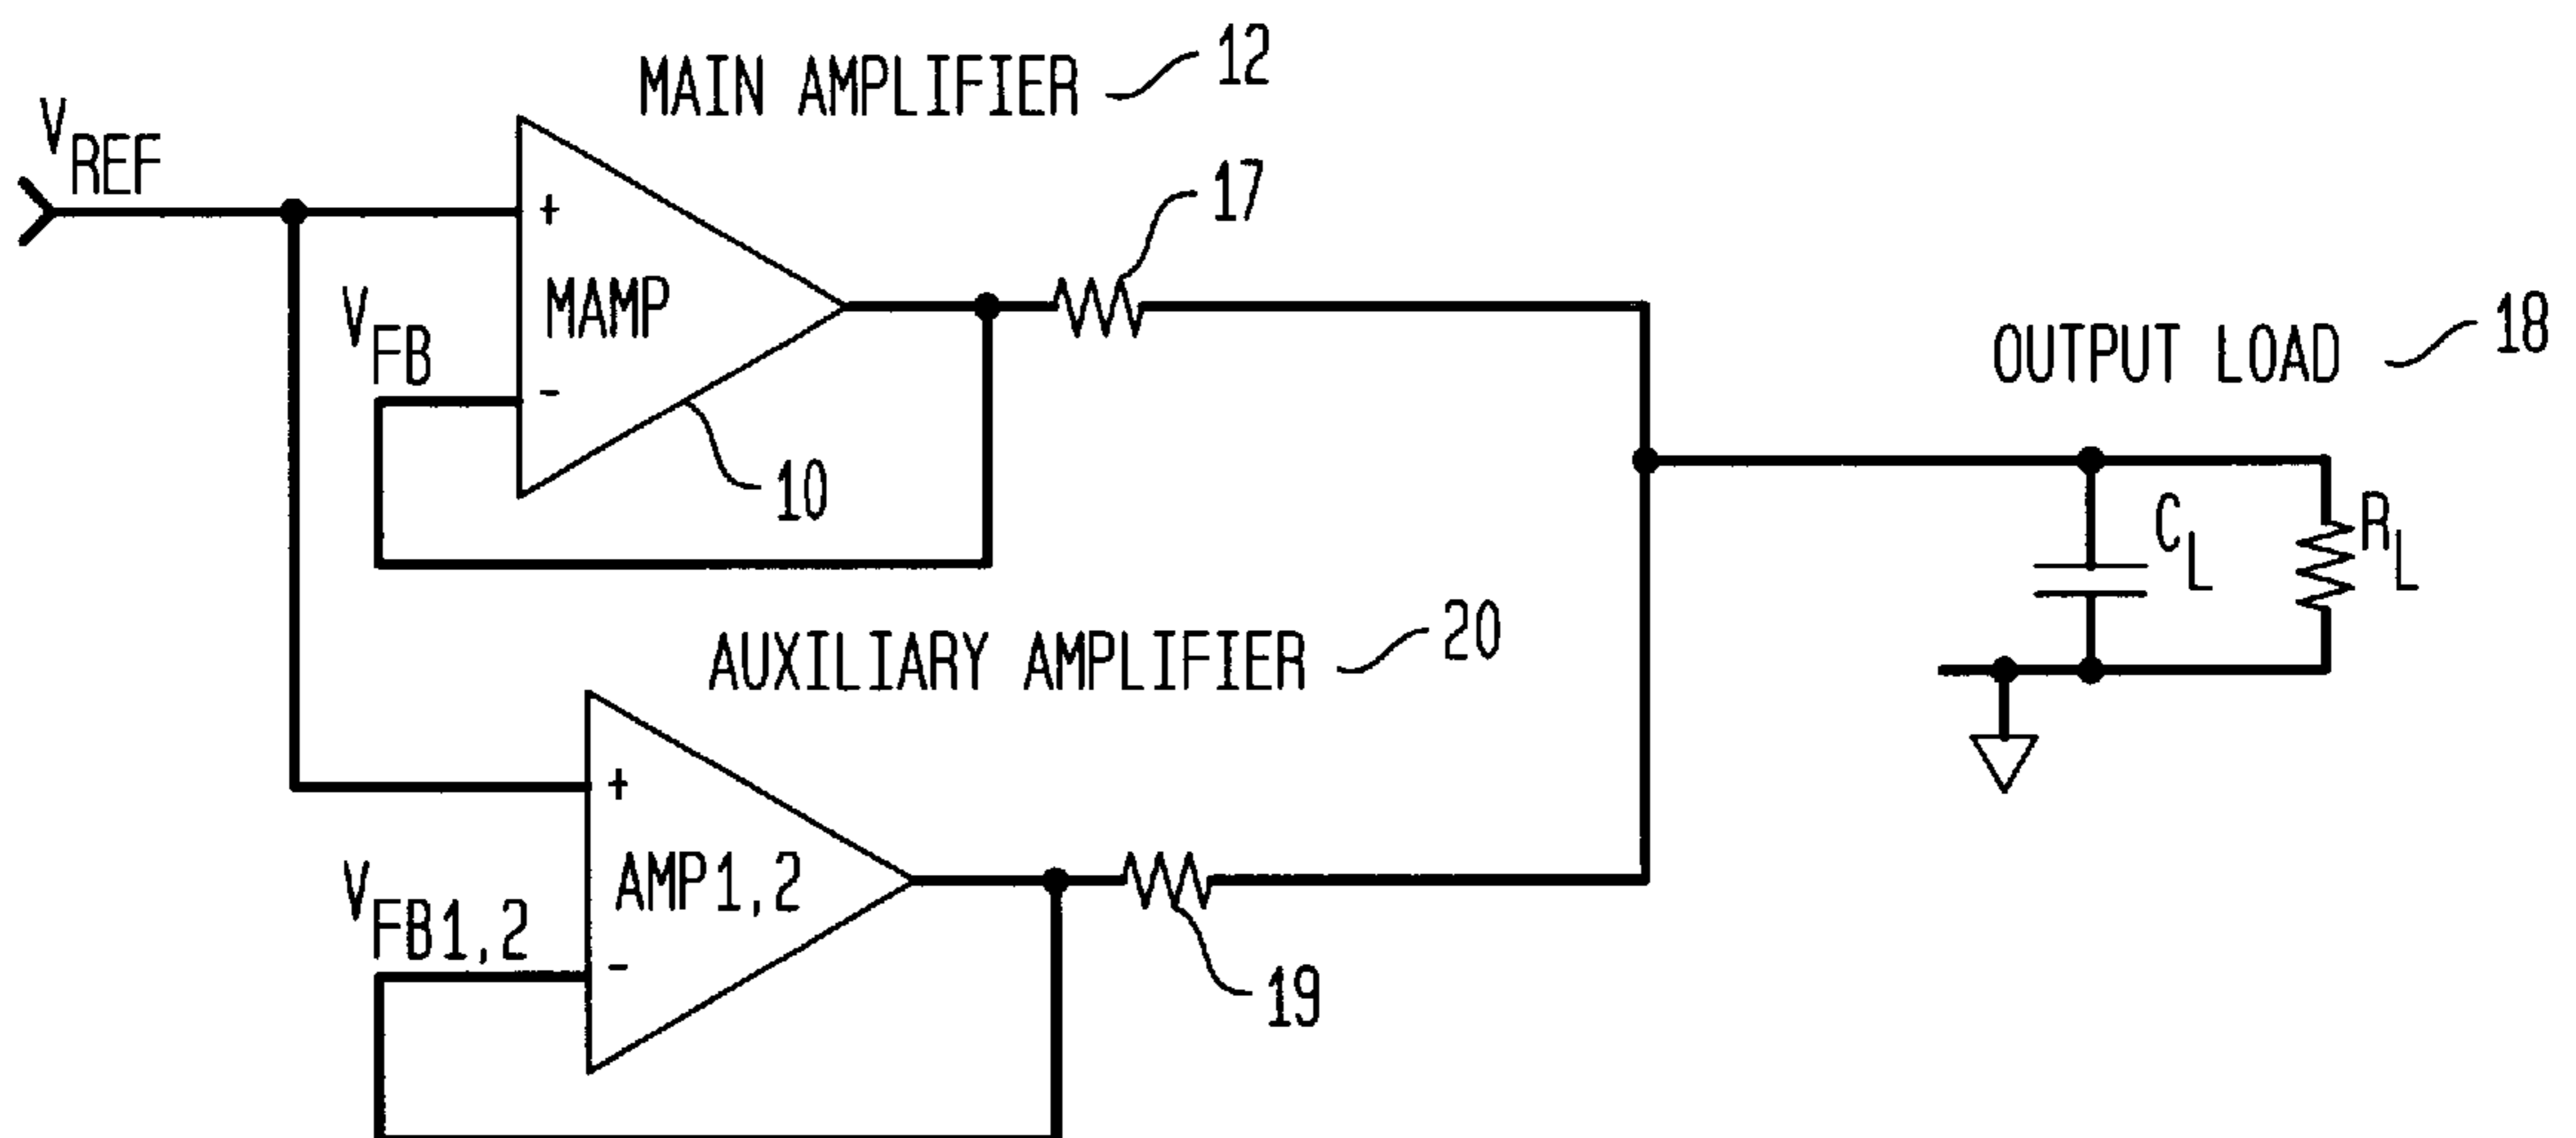 MAIN AMPLIFIER 12
VREF
17
+
MAMP
VFB
-
10
OUTPUT LOAD 18
CL
RL
AUXILIARY AMPLIFIER 20
+
AMP1,2
VFB1,2
-
19